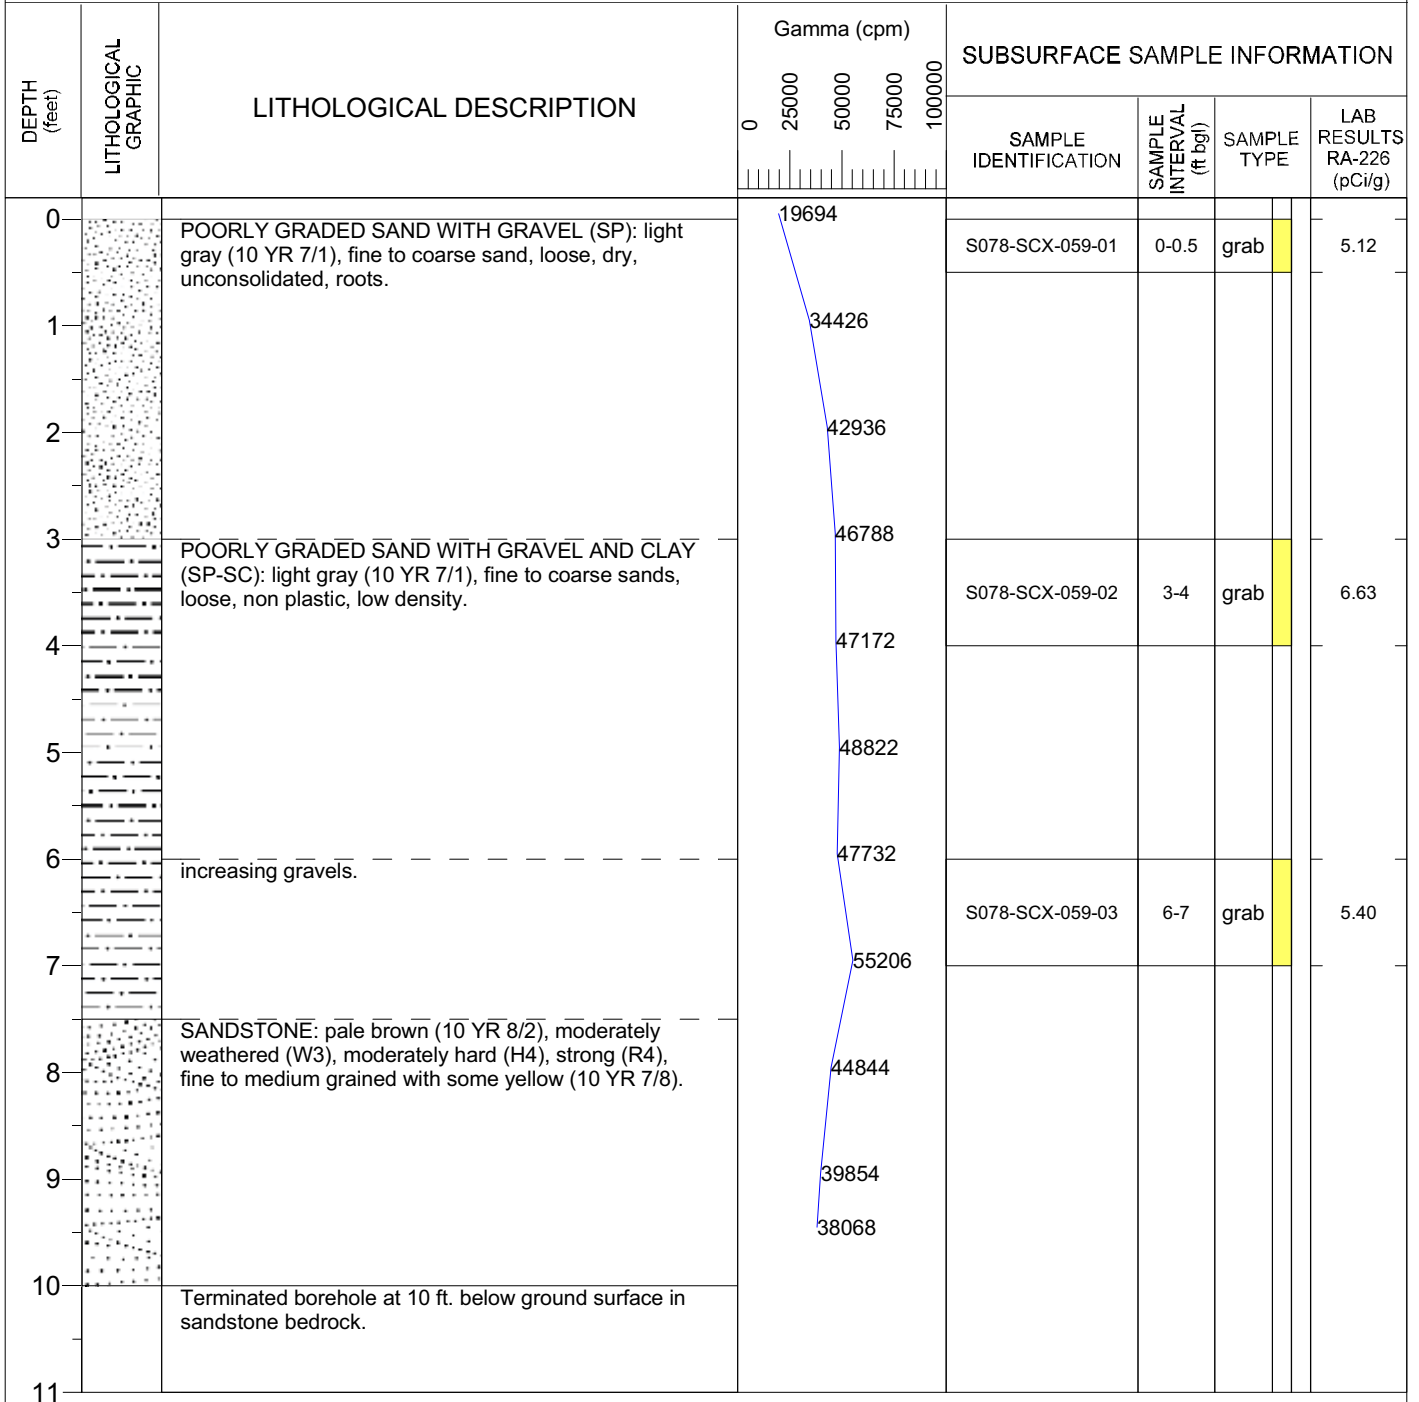 DEPTH
(feet)
LITHOLOGICAL
GRAPHIC
LITHOLOGICAL DESCRIPTION
Gamma (cpm)
0
25000
50000
75000
100000
SUBSURFACE SAMPLE INFORMATION
SAMPLE
IDENTIFICATION
SAMPLE
INTERVAL
(ft bgl)
SAMPLE
TYPE
LAB
RESULTS
RA-226
(pCi/g)
0
POORLY GRADED SAND WITH GRAVEL (SP): light
gray (10 YR 7/1), fine to coarse sand, loose, dry,
unconsolidated, roots.
19694
S078-SCX-059-01 0-0.5 grab 5.12
1
34426
2
42936
3
46788
POORLY GRADED SAND WITH GRAVEL AND CLAY
(SP-SC): light gray (10 YR 7/1), fine to coarse sands,
loose, non plastic, low density.
S078-SCX-059-02 3-4 grab 6.63
4
47172
5
48822
6
47732
increasing gravels.
S078-SCX-059-03 6-7 grab 5.40
7
55206
SANDSTONE: pale brown (10 YR 8/2), moderately
weathered (W3), moderately hard (H4), strong (R4),
fine to medium grained with some yellow (10 YR 7/8).
8
44844
9
39854
38068
10
Terminated borehole at 10 ft. below ground surface in
sandstone bedrock.
11